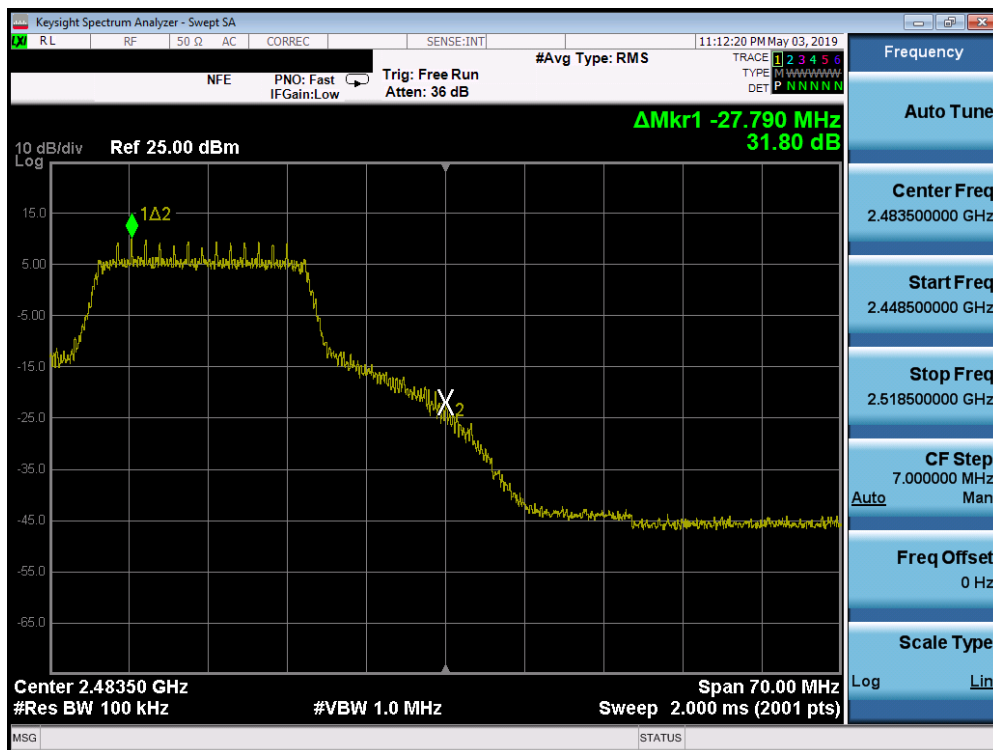 Keysight Spectrum Analyzer - Swept SA
LXI RL RF 50 Ω AC CORREC SENSE:INT 11:12:20 PM May 03, 2019
#Avg Type: RMS
TRACE 1 2 3 4 5 6
TYPE M W W W W W
DET P N N N N N
NFE PNO: Fast Trig: Free Run
IFGain:Low Atten: 36 dB
ΔMkr1 -27.790 MHz
31.80 dB
10 dB/div Ref 25.00 dBm
Log
15.0
1Δ2
5.00
-5.00
-15.0
X2
-25.0
-35.0
-45.0
-55.0
-65.0
Center 2.48350 GHz Span 70.00 MHz
#Res BW 100 kHz #VBW 1.0 MHz Sweep 2.000 ms (2001 pts)
MSG STATUS
Frequency
Auto Tune
Center Freq
2.483500000 GHz
Start Freq
2.448500000 GHz
Stop Freq
2.518500000 GHz
CF Step
7.000000 MHz
Auto Man
Freq Offset
0 Hz
Scale Type
Log Lin